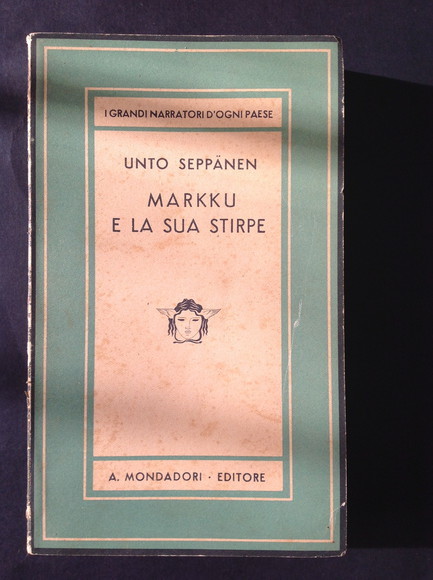 I GRANDI NARRATORI D'OGNI PAESE
UNTO SEPPÄNEN
MARKKU
E LA SUA STIRPE
A. MONDADORI · EDITORE